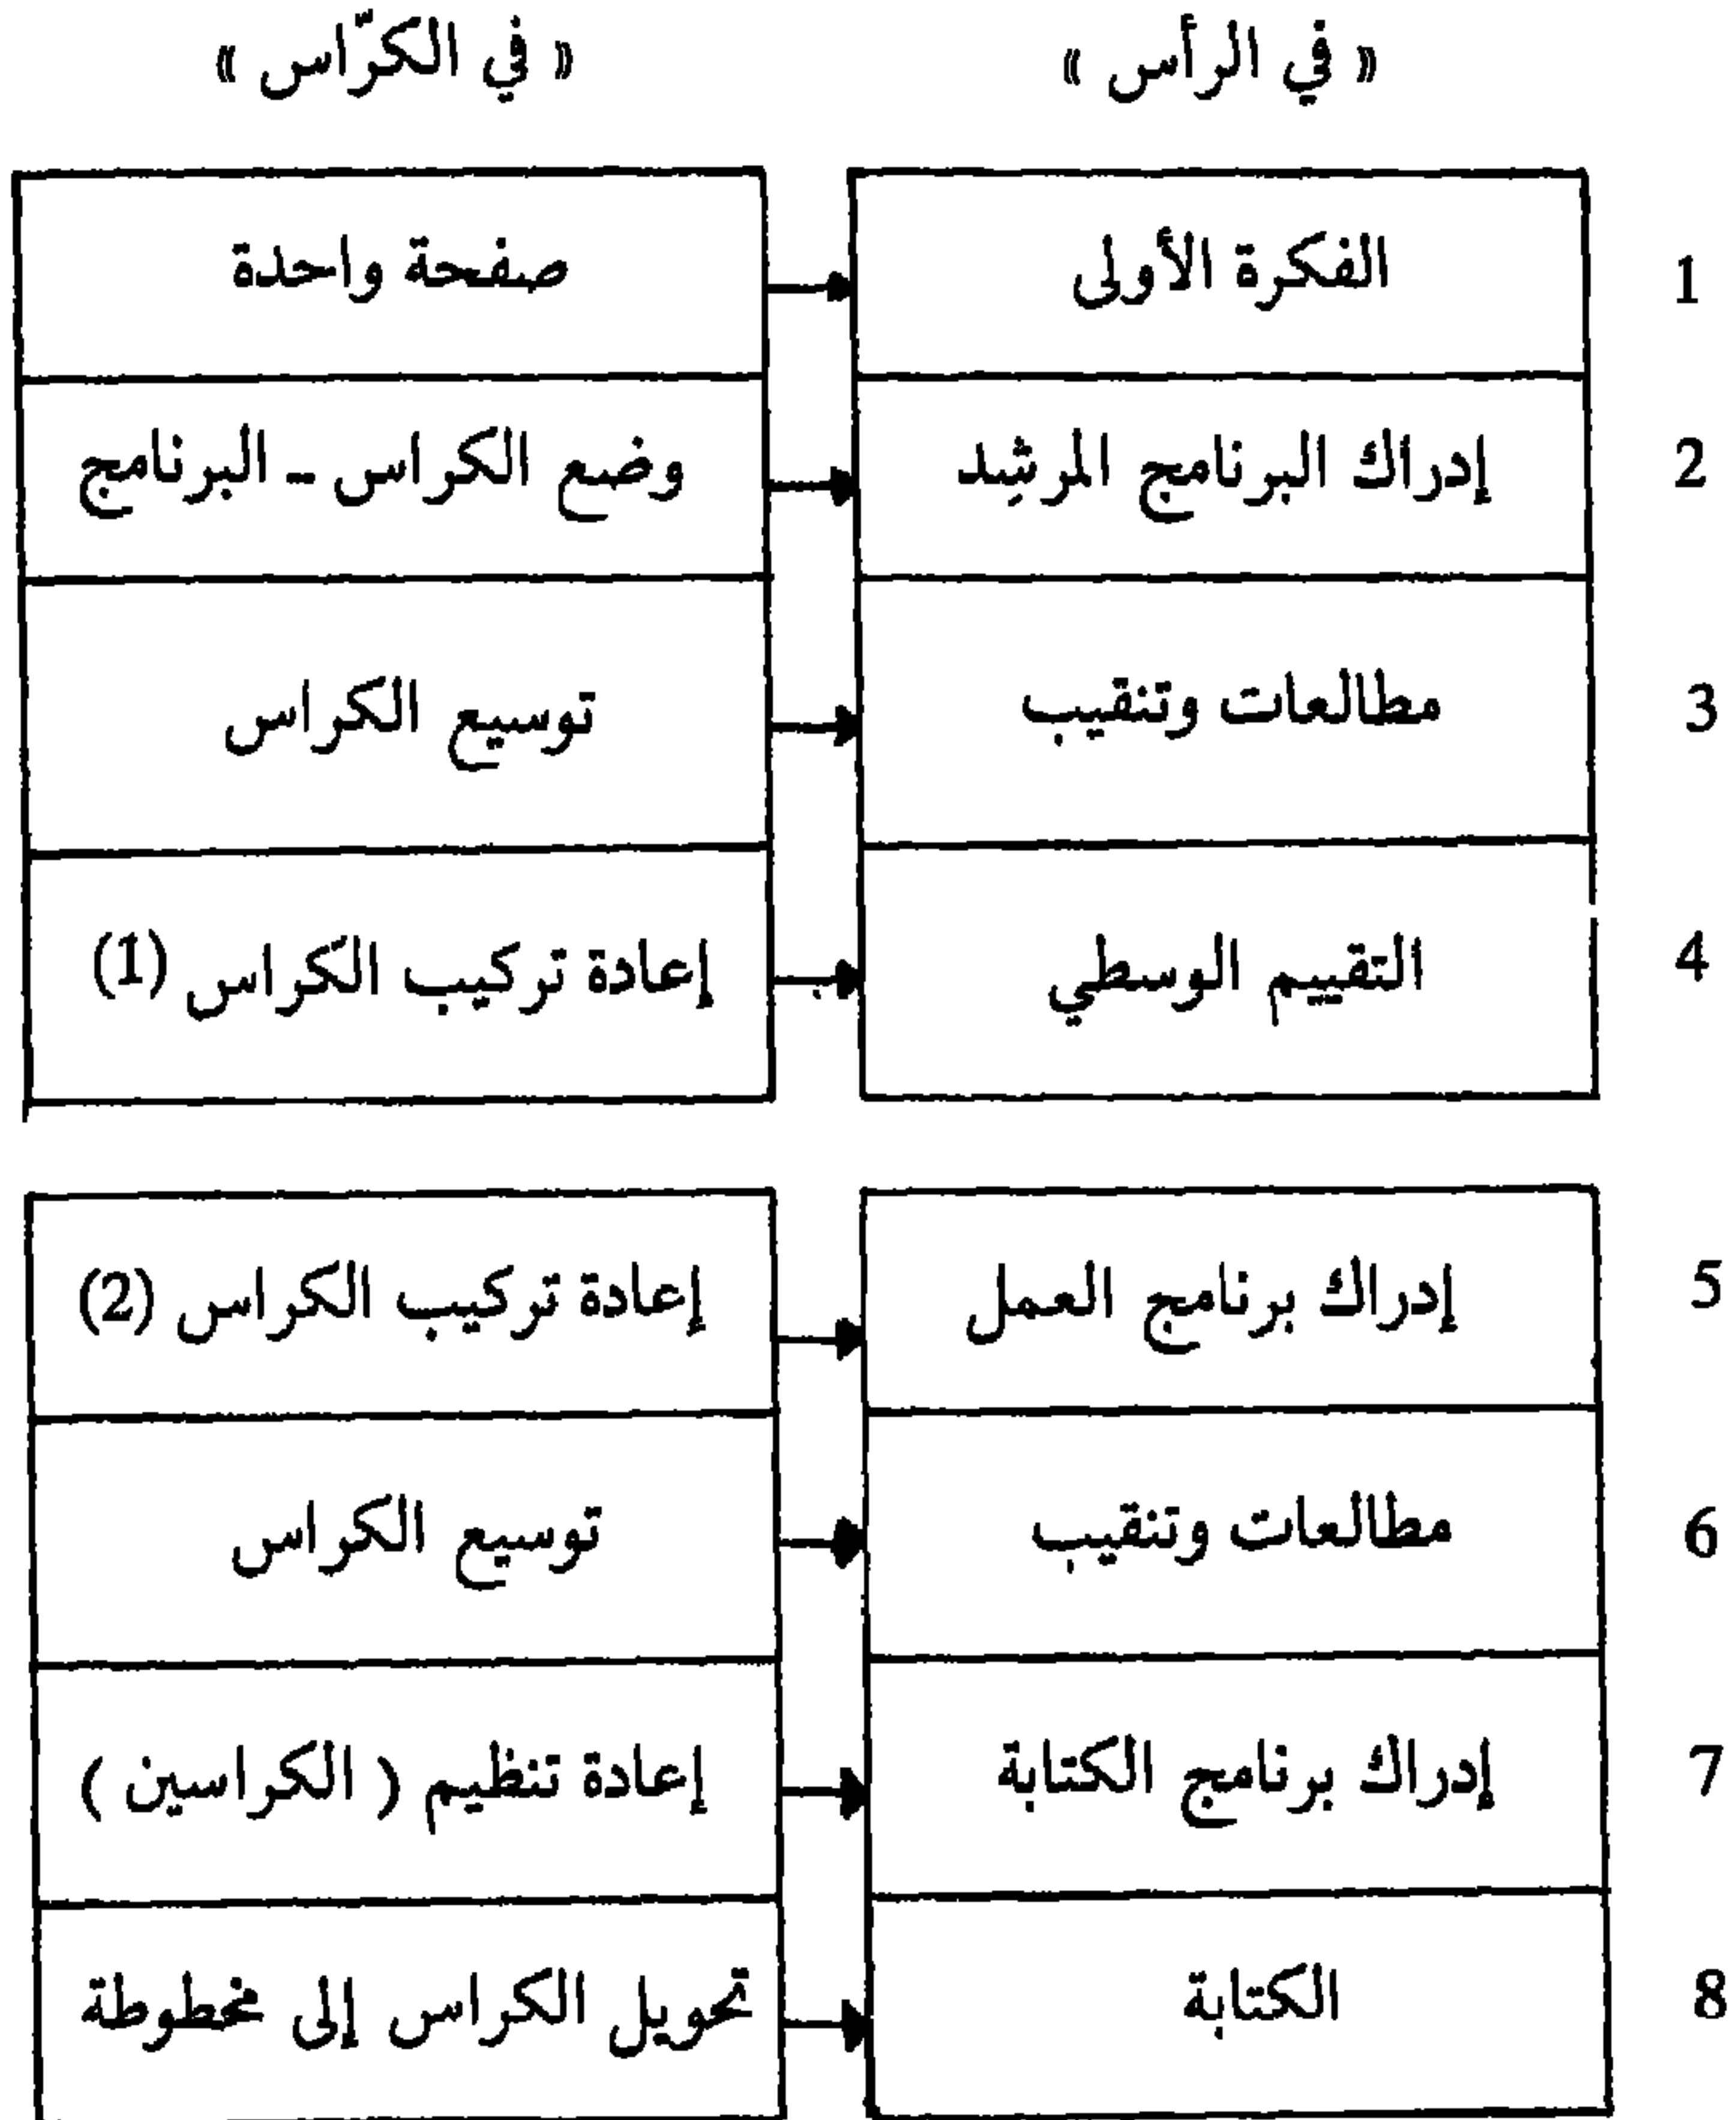 « في الرأس » « في الكرّاس »
1 الفكرة الأولى صفحة واحدة
2 إدراك البرنامج المرشِد وضع الكراس - البرنامج
3 مطالعات وتنقيب توسيع الكراس
4 التقييم الوسطي إعادة تركيب الكراس (1)
5 إدراك برنامج العمل إعادة تركيب الكراس (2)
6 مطالعات وتنقيب توسيع الكراس
7 إدراك برنامج الكتابة إعادة تنظيم ( الكراسين )
8 الكتابة تحويل الكراس إلى مخطوطة